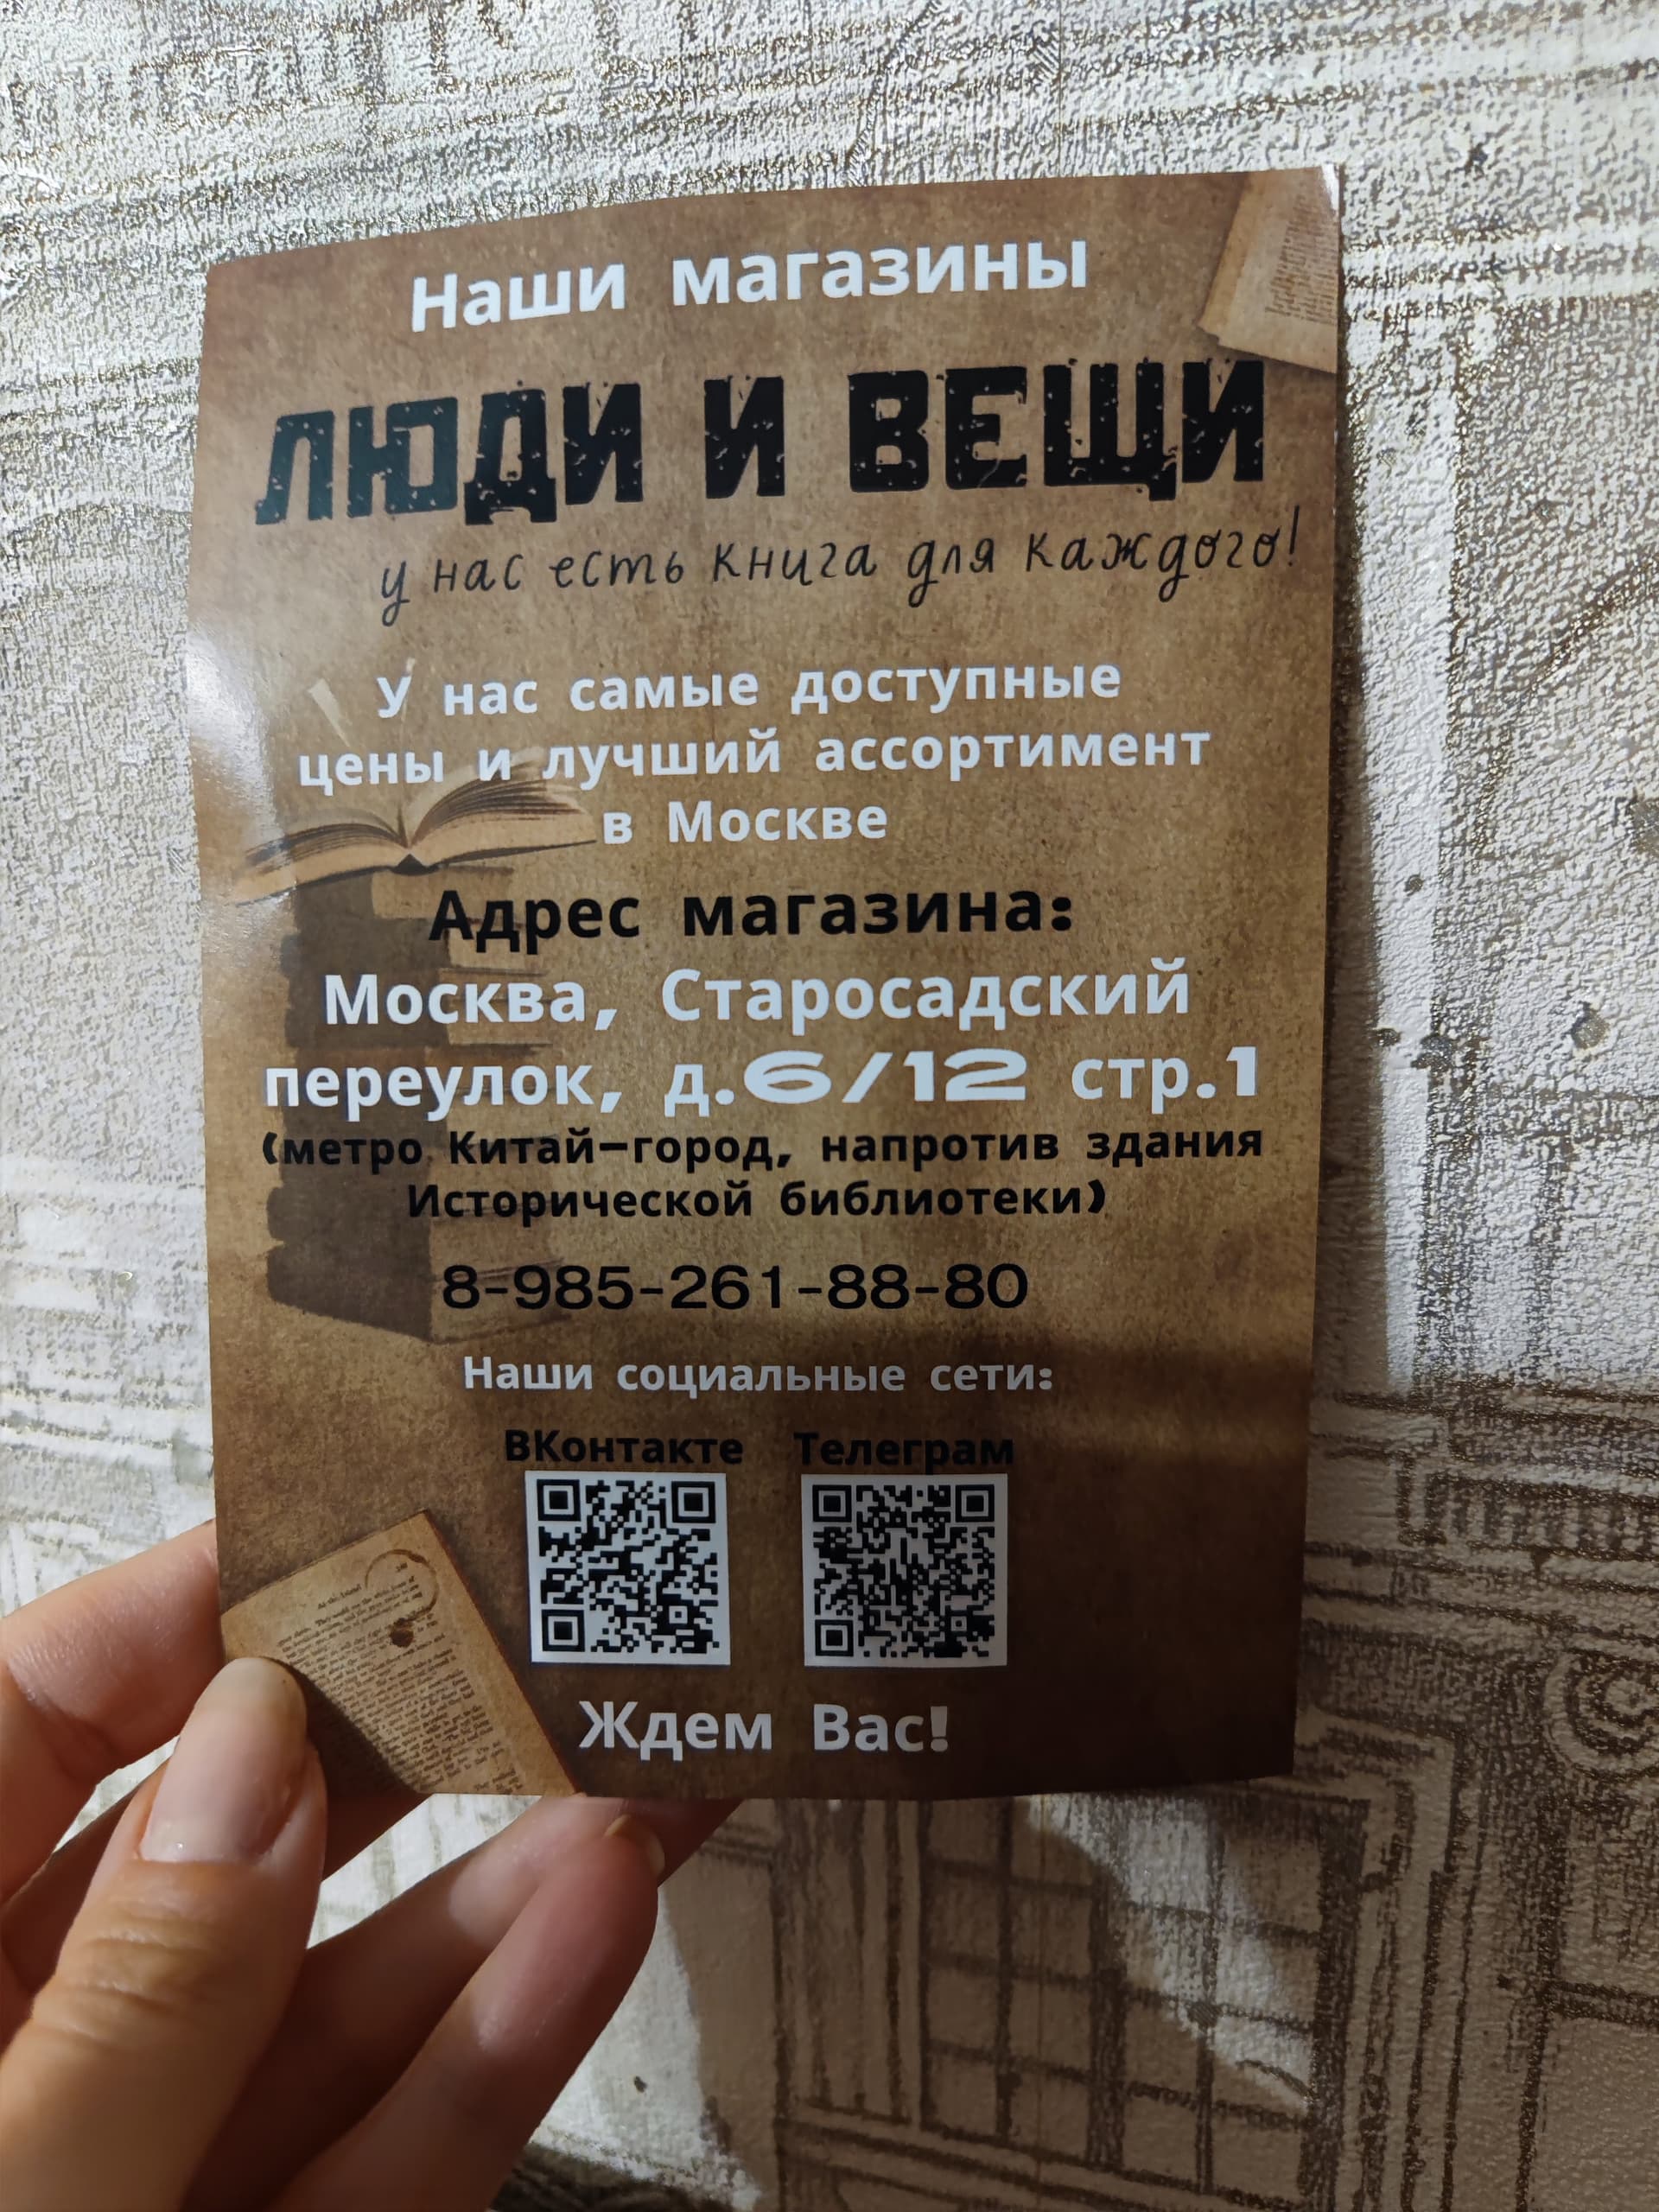 Наши магазины
ЛЮДИ И ВЕЩИ
у нас есть книга для каждого!
У нас самые доступные
цены и лучший ассортимент
в Москве
Адрес магазина:
Москва, Старосадский
переулок, д.6/12 стр.1
(метро Китай-город, напротив здания
Исторической библиотеки)
8-985-261-88-80
Наши социальные сети:
ВКонтакте Телеграм
Ждем Вас!